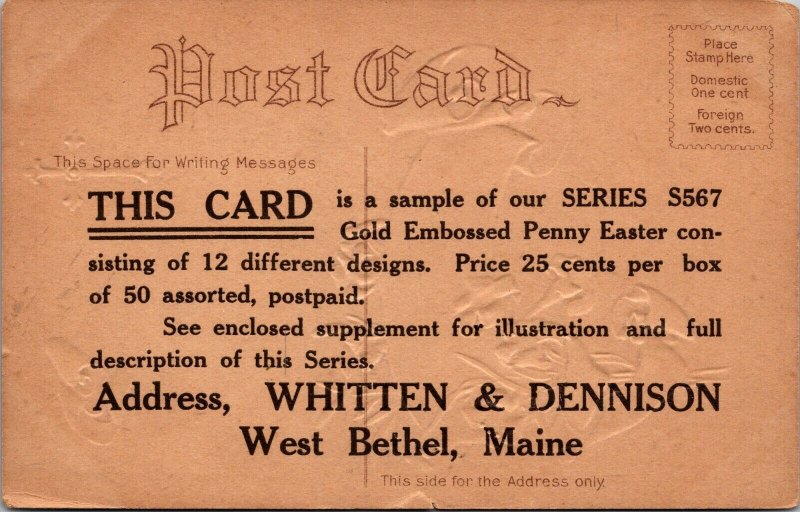 Post Card
Place
Stamp Here
Domestic
One cent
Foreign
Two cents.
This Space For Writing Messages
THIS CARD is a sample of our SERIES S567
Gold Embossed Penny Easter con-
sisting of 12 different designs. Price 25 cents per box
of 50 assorted, postpaid.
See enclosed supplement for illustration and full
description of this Series.
Address, WHITTEN & DENNISON
West Bethel, Maine
This side for the Address only.